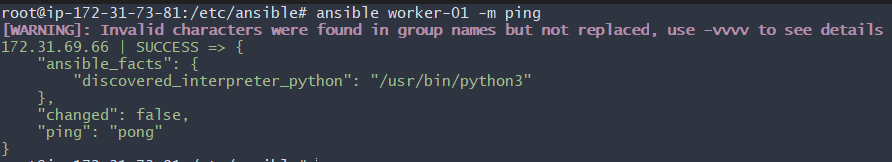 root@ip-172-31-73-81:/etc/ansible# ansible worker-01 -m ping
[WARNING]: Invalid characters were found in group names but not replaced, use -vvvv to see details
172.31.69.66 | SUCCESS => {
    "ansible_facts": {
        "discovered_interpreter_python": "/usr/bin/python3"
    },
    "changed": false,
    "ping": "pong"
}